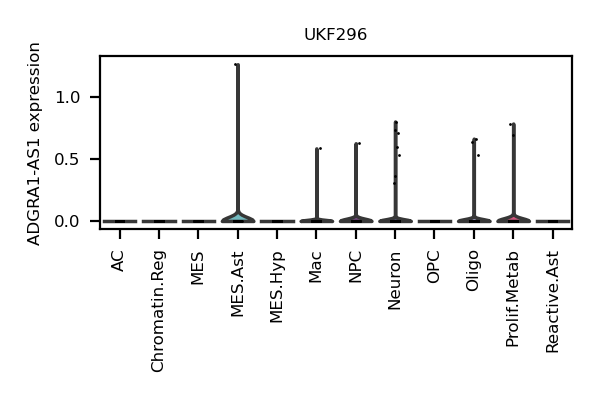 UKF296
ADGRA1-AS1 expression
1.0
0.5
0.0
AC
Chromatin.Reg
MES
MES.Ast
MES.Hyp
Mac
NPC
Neuron
OPC
Oligo
Prolif.Metab
Reactive.Ast